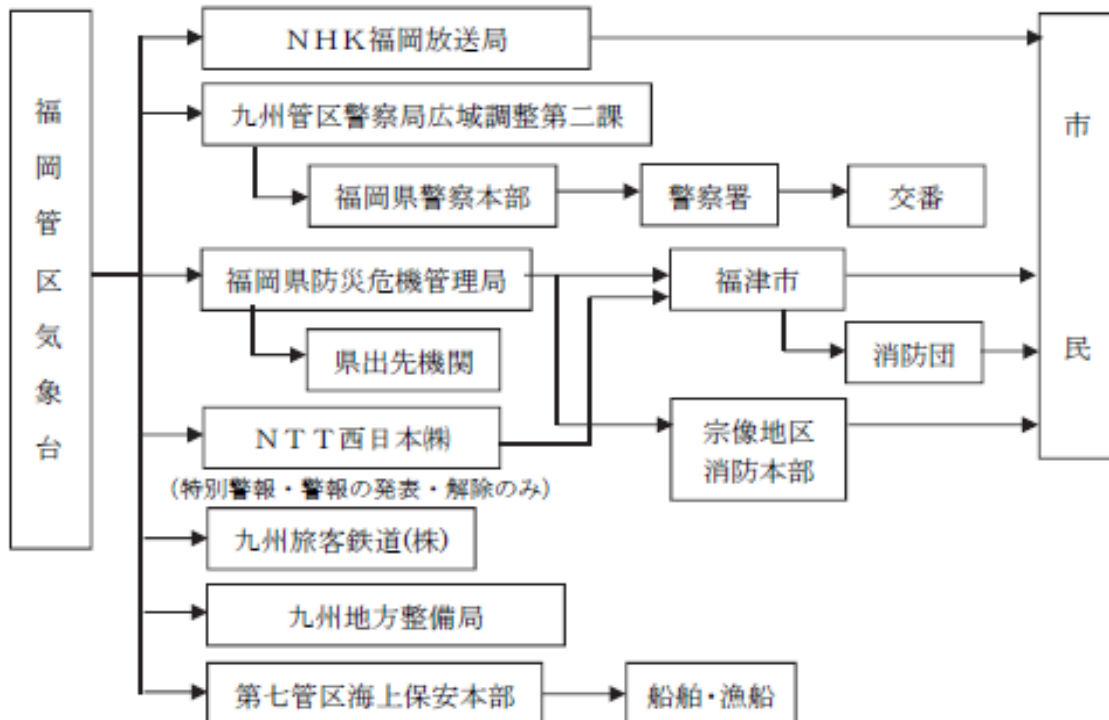 福岡管区気象台
NHK福岡放送局
九州管区警察局広域調整第二課
福岡県警察本部
警察署
交番
福岡県防災危機管理局
福津市
県出先機関
消防団
NTT西日本㈱
(特別警報・警報の発表・解除のみ)
宗像地区
消防本部
九州旅客鉄道(株)
九州地方整備局
第七管区海上保安本部
船舶・漁船
市民